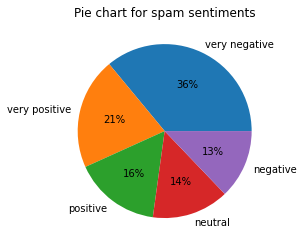 Pie chart for spam sentiments
very negative
36%
very positive
21%
13%
16%
14%
negative
positive
neutral